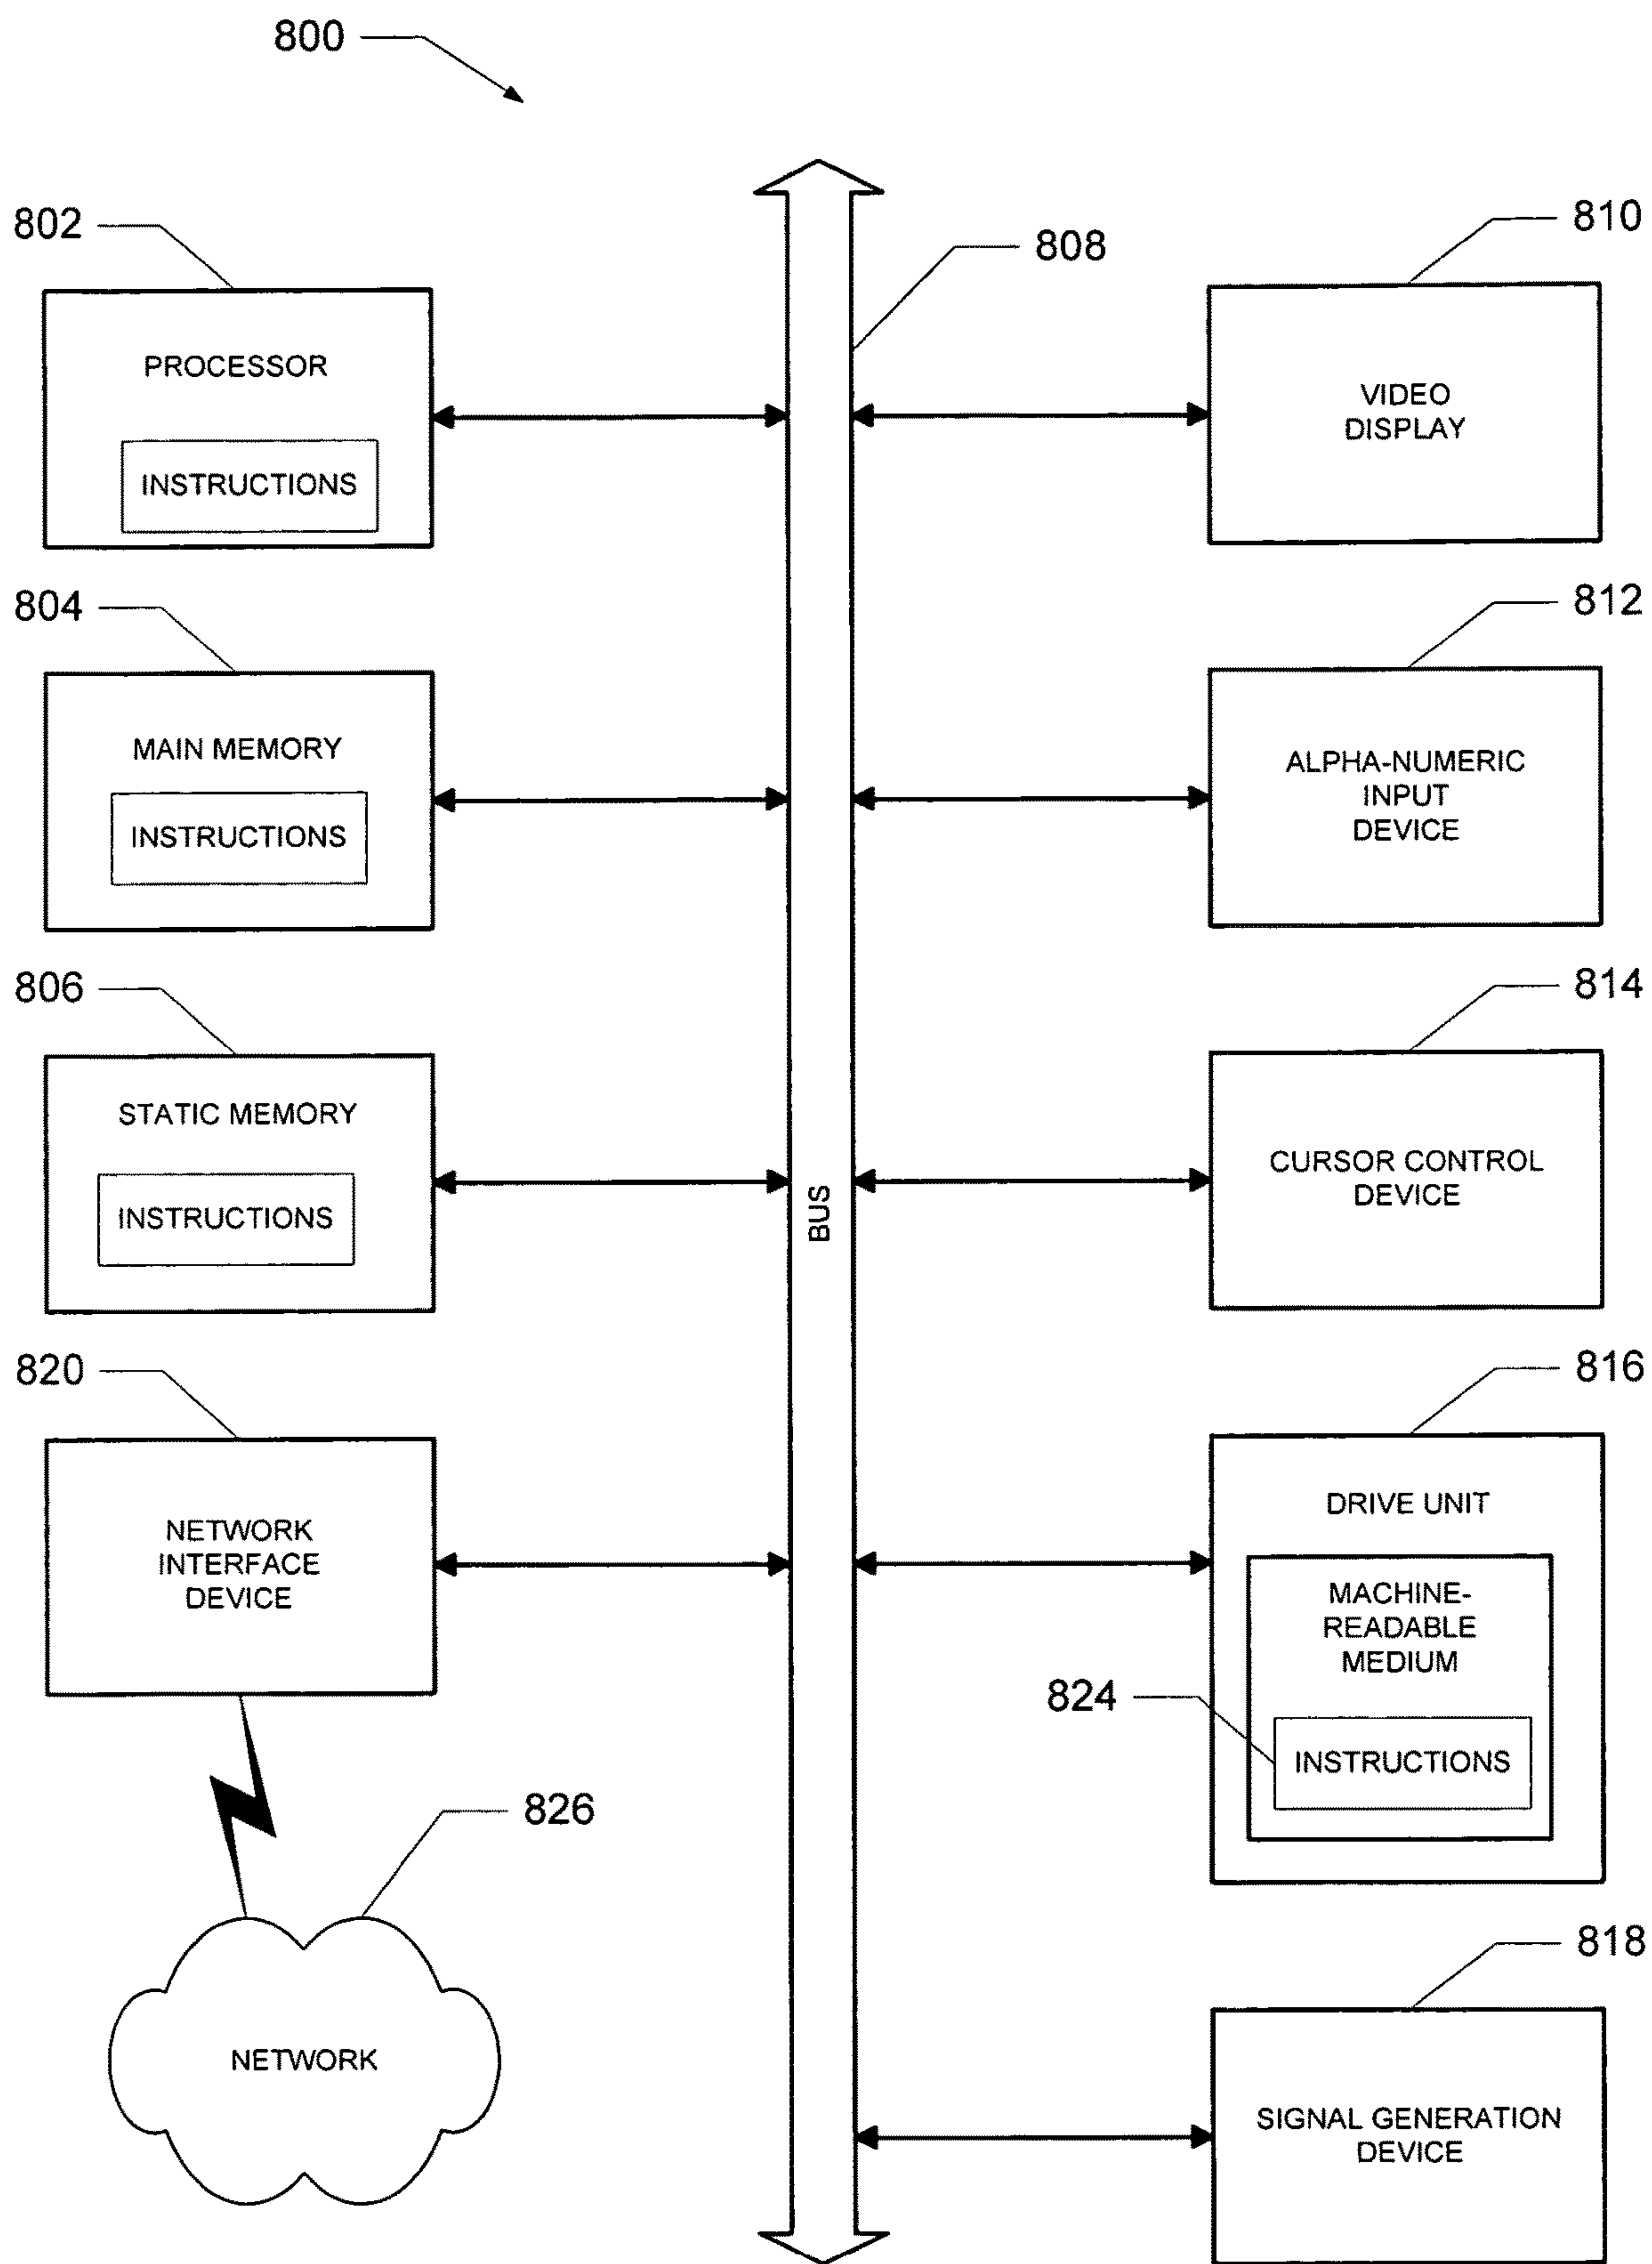 800
802
PROCESSOR
INSTRUCTIONS
804
MAIN MEMORY
INSTRUCTIONS
806
STATIC MEMORY
INSTRUCTIONS
820
NETWORK
INTERFACE
DEVICE
826
NETWORK
808
BUS
810
VIDEO
DISPLAY
812
ALPHA-NUMERIC
INPUT
DEVICE
814
CURSOR CONTROL
DEVICE
816
DRIVE UNIT
MACHINE-
READABLE
MEDIUM
824
INSTRUCTIONS
818
SIGNAL GENERATION
DEVICE